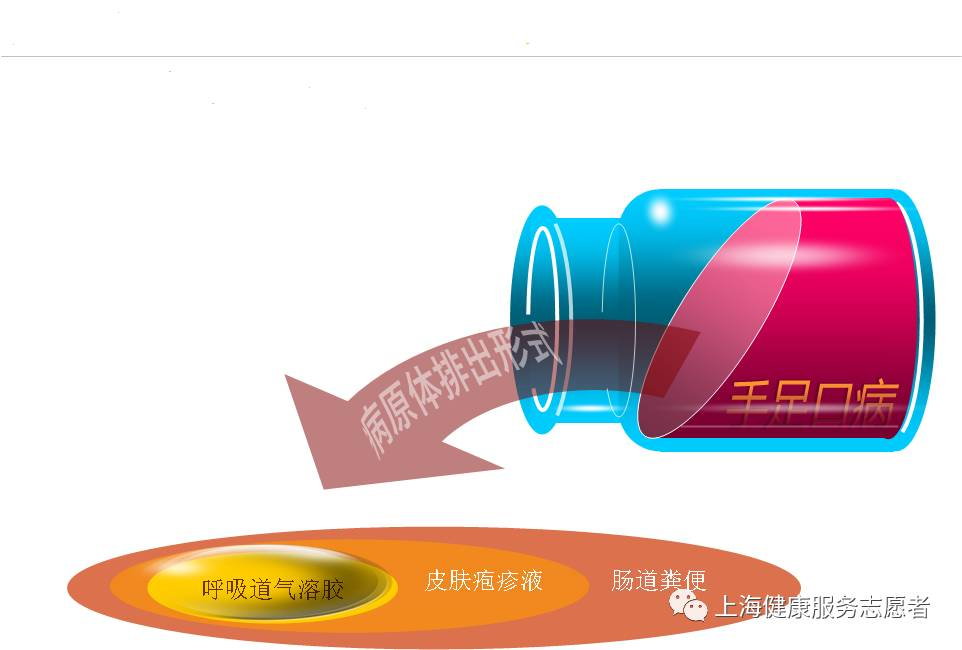 病原体排出形式
手足口病
呼吸道气溶胶
皮肤疱疹液
肠道粪便
上海健康服务志愿者